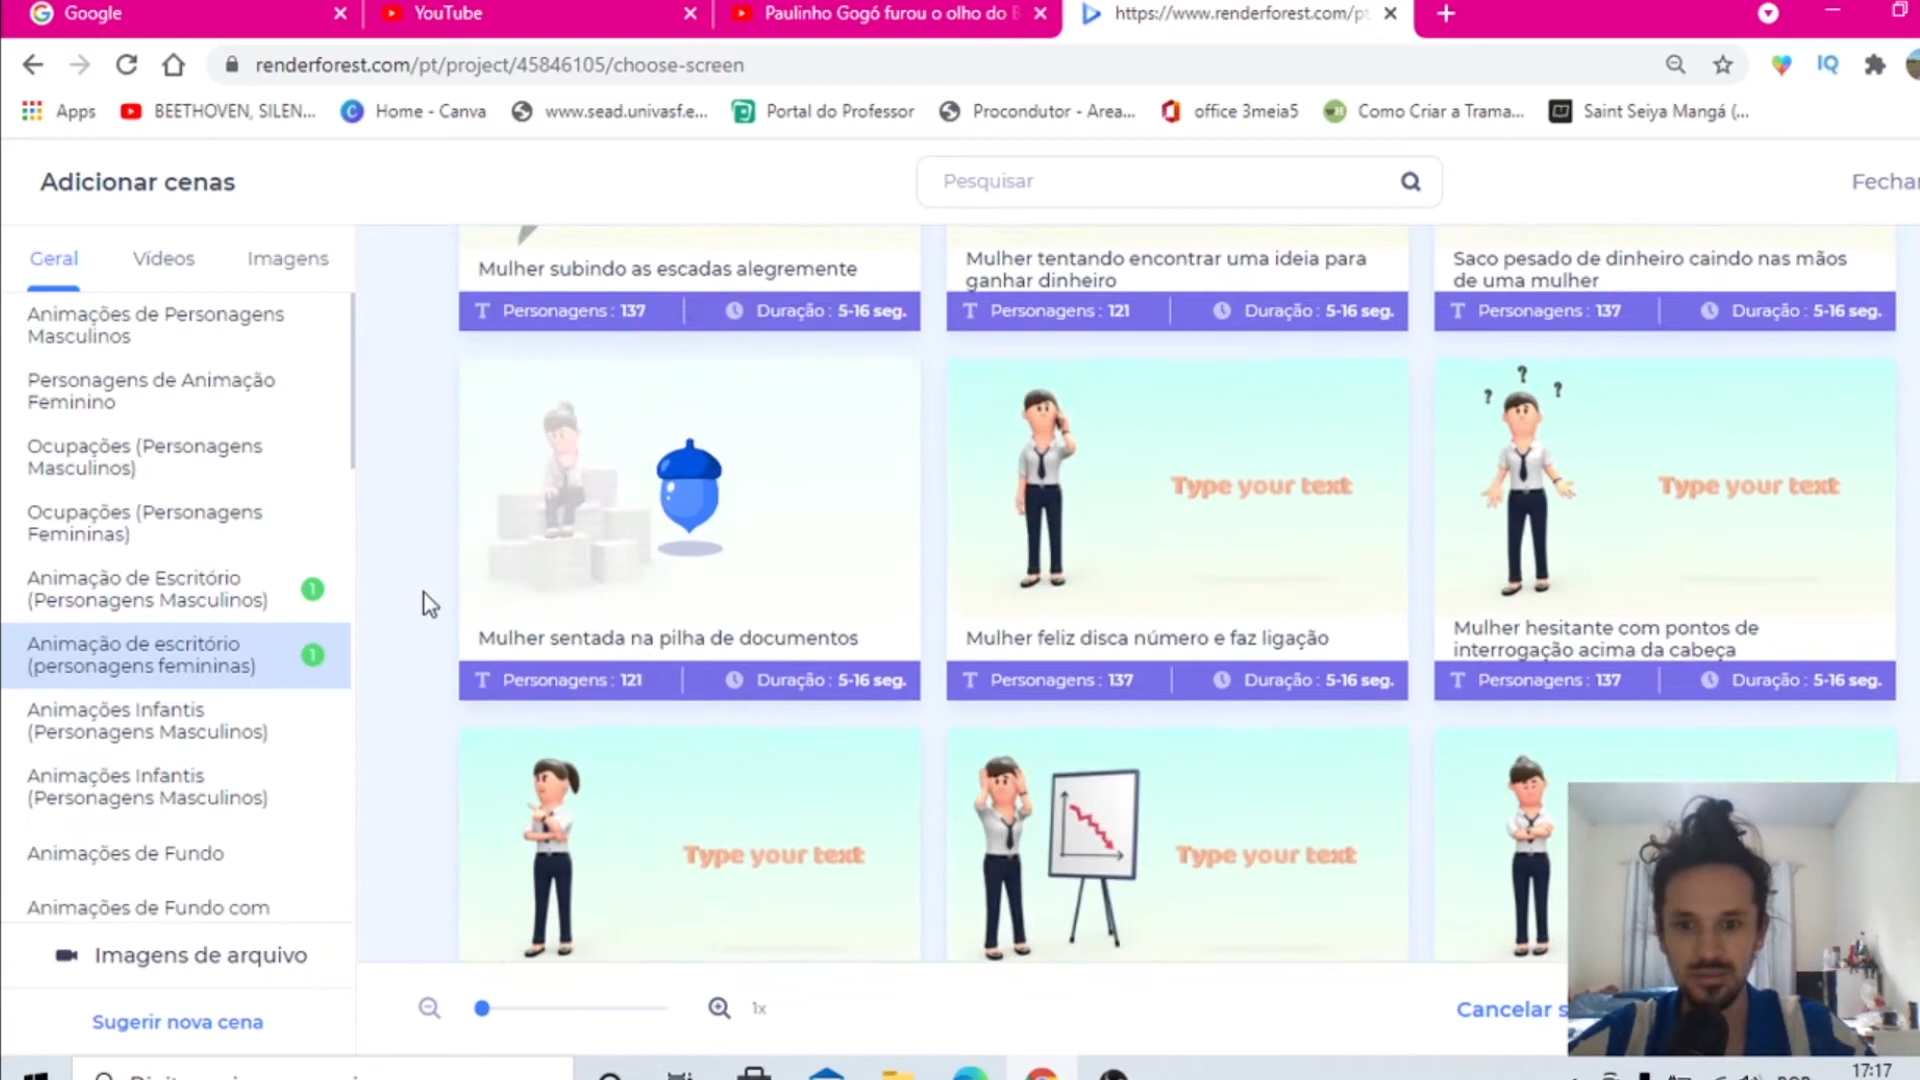 Google
YouTube
Paulinho Gogó furou o olho do
https://www.renderforest.com/pt
renderforest.com/pt/project/45846105/choose-screen
IQ
Apps
BEETHOVEN, SILEN...
Home - Canva
www.sead.univasf.e...
Portal do Professor
Procondutor - Area...
office 3meia5
Como Criar a Trama...
Saint Seiya Mangá (...
Adicionar cenas
Pesquisar
Fechar
Geral
Vídeos
Imagens
Animações de Personagens
Masculinos
Personagens de Animação
Feminino
Ocupações (Personagens
Masculinos)
Ocupações (Personagens
Femininas)
Animação de Escritório
(Personagens Masculinos)
1
Animação de escritório
(personagens femininas)
1
Animações Infantis
(Personagens Masculinos)
Animações Infantis
(Personagens Masculinos)
Animações de Fundo
Animações de Fundo com
Imagens de arquivo
Sugerir nova cena
Mulher subindo as escadas alegremente
Personagens : 137
Duração : 5-16 seg.
Mulher tentando encontrar uma ideia para
ganhar dinheiro
Personagens : 121
Duração : 5-16 seg.
Saco pesado de dinheiro caindo nas mãos
de uma mulher
Personagens : 137
Duração : 5-16 seg.
Mulher sentada na pilha de documentos
Personagens : 121
Duração : 5-16 seg.
Type your text
Mulher feliz disca número e faz ligação
Personagens : 137
Duração : 5-16 seg.
? ? ?
Type your text
Mulher hesitante com pontos de
interrogação acima da cabeça
Personagens : 137
Duração : 5-16 seg.
Type your text
Type your text
1x
Cancelar s
17:17